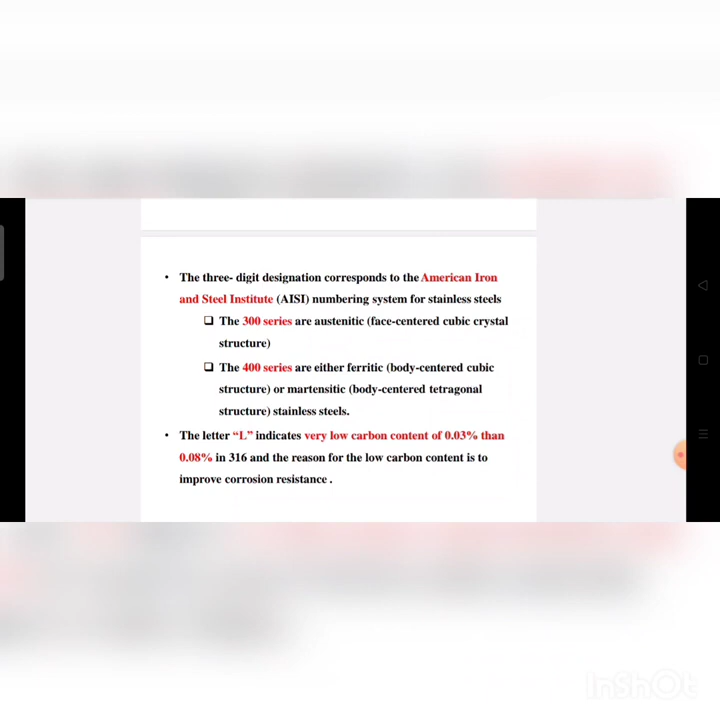 • The three- digit designation corresponds to the American Iron
and Steel Institute (AISI) numbering system for stainless steels
❑ The 300 series are austenitic (face-centered cubic crystal
structure)
❑ The 400 series are either ferritic (body-centered cubic
structure) or martensitic (body-centered tetragonal
structure) stainless steels.
• The letter “L” indicates very low carbon content of 0.03% than
0.08% in 316 and the reason for the low carbon content is to
improve corrosion resistance .
InShOt